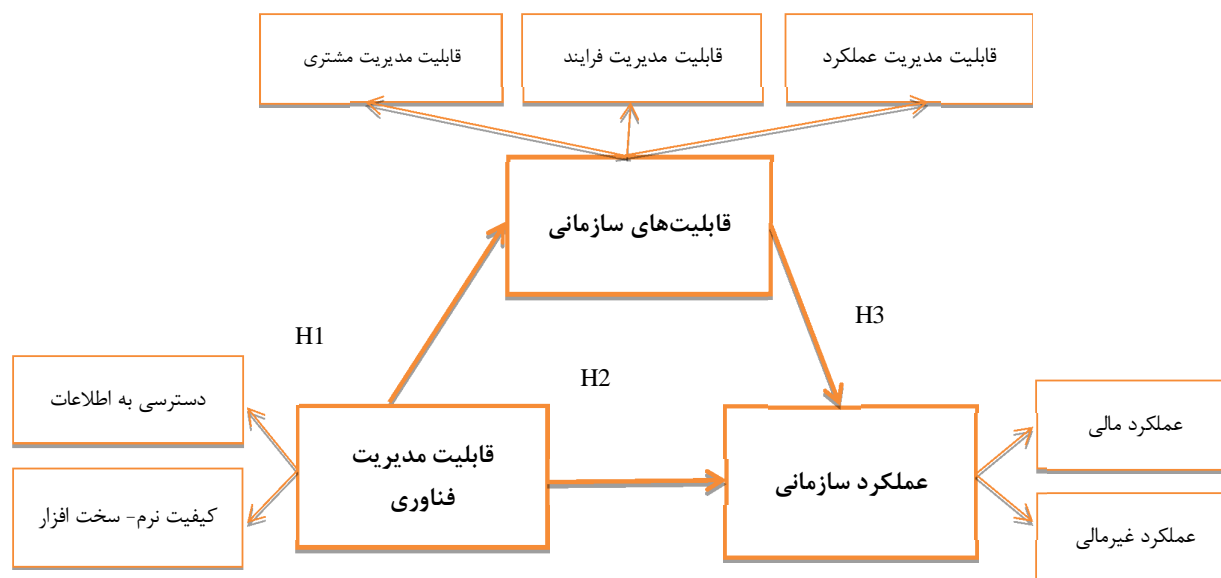 قابلیت مدیریت عملکرد
قابلیت مدیریت فرایند
قابلیت مدیریت مشتری
قابلیت‌های سازمانی
H1
H2
H3
دسترسی به اطلاعات
کیفیت نرم- سخت افزار
قابلیت مدیریت
فناوری
عملکرد سازمانی
عملکرد مالی
عملکرد غیرمالی